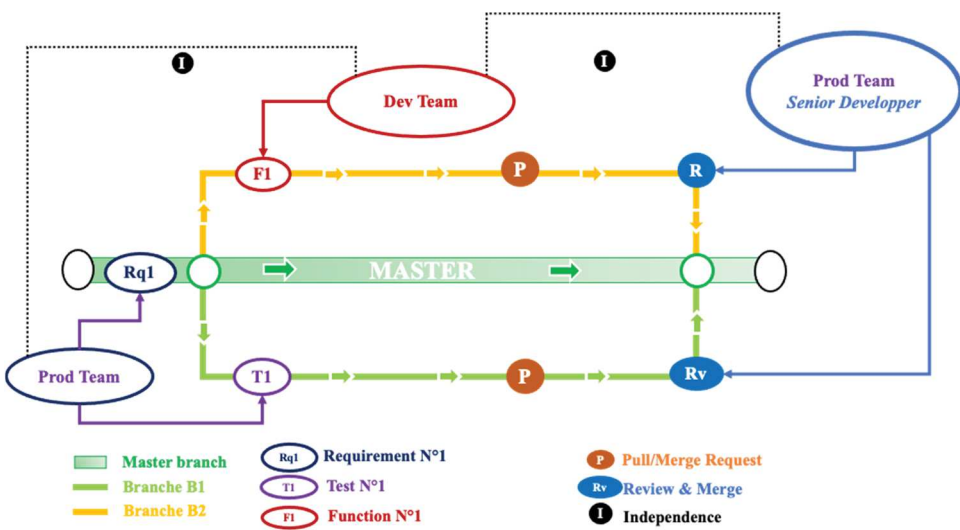 I
I
Dev Team
Prod Team
Senior Developper
F1
P
R
Rq1
MASTER
Prod Team
T1
P
Rv
Master branch
Branche B1
Branche B2
Rq1 Requirement N°1
T1 Test N°1
F1 Function N°1
P Pull/Merge Request
Rv Review & Merge
I Independence